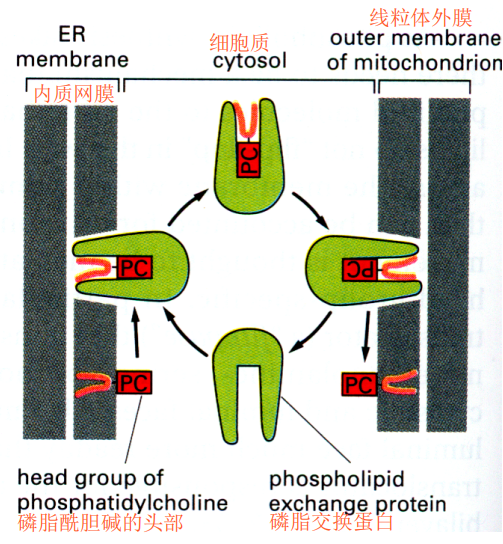 ER
membrane
内质网膜
细胞质
cytosol
线粒体外膜
outer membrane
of mitochondrion
PC
PC
PC
PC
PC
head group of
phosphatidylcholine
磷脂酰胆碱的头部
phospholipid
exchange protein
磷脂交换蛋白